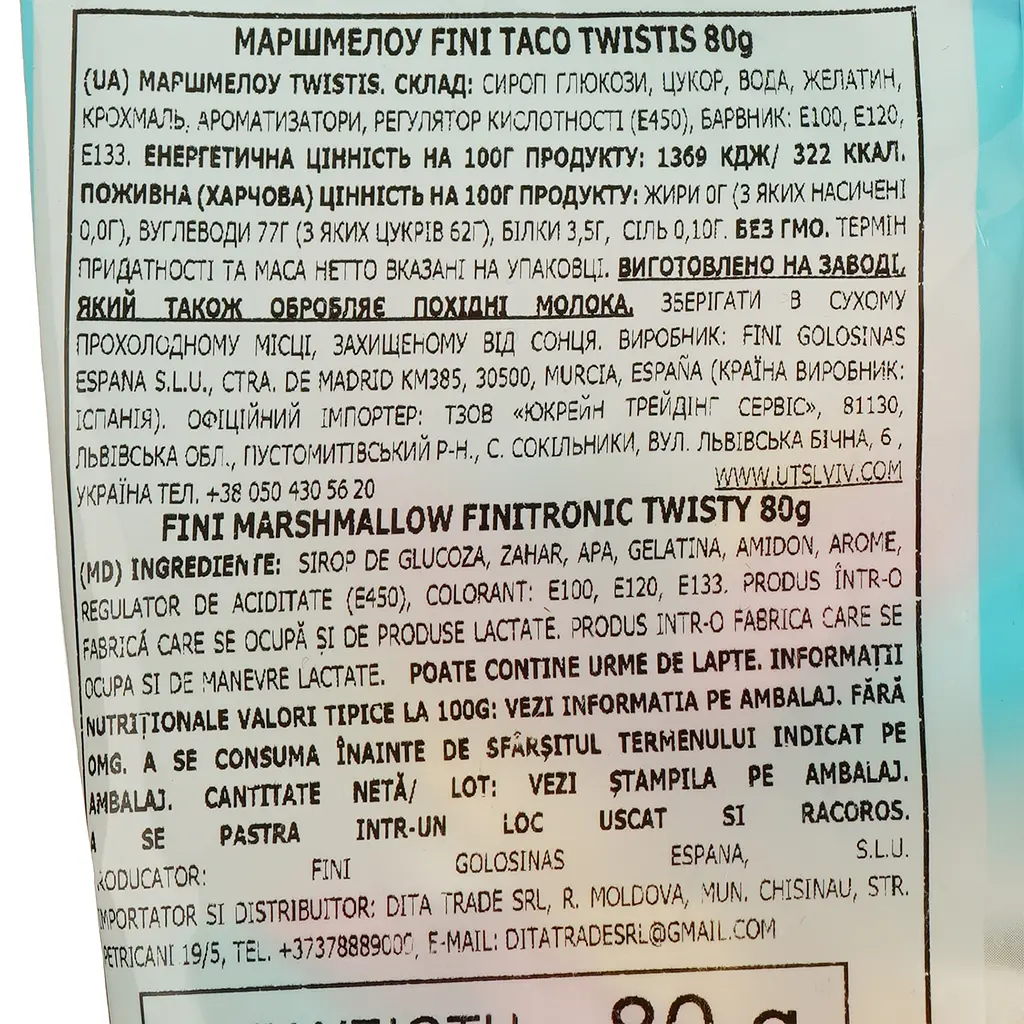 МАРШМЕЛОУ FINI TACO TWISTIS 80g
(UA) МАРШМЕЛОУ TWISTIS. СКЛАД: СИРОП ГЛЮКОЗИ, ЦУКОР, ВОДА, ЖЕЛАТИН,
КРОХМАЛЬ, АРОМАТИЗАТОРИ, РЕГУЛЯТОР КИСЛОТНОСТІ (Е450), БАРВНИК: Е100, Е120,
Е133. ЕНЕРГЕТИЧНА ЦІННІСТЬ НА 100Г ПРОДУКТУ: 1369 КДЖ/ 322 ККАЛ.
ПОЖИВНА (ХАРЧОВА) ЦІННІСТЬ НА 100Г ПРОДУКТУ: ЖИРИ 0Г (З ЯКИХ НАСИЧЕНІ
0,0Г), ВУГЛЕВОДИ 77Г (З ЯКИХ ЦУКРІВ 62Г), БІЛКИ 3,5Г, СІЛЬ 0,10Г. БЕЗ ГМО. ТЕРМІН
ПРИДАТНОСТІ ТА МАСА НЕТТО ВКАЗАНІ НА УПАКОВЦІ. ВИГОТОВЛЕНО НА ЗАВОДІ,
ЯКИЙ ТАКОЖ ОБРОБЛЯЄ ПОХІДНІ МОЛОКА. ЗБЕРІГАТИ В СУХОМУ
ПРОХОЛОДНОМУ МІСЦІ, ЗАХИЩЕНОМУ ВІД СОНЦЯ. ВИРОБНИК: FINI GOLOSINAS
ESPANA S.L.U., CTRA. DE MADRID KM385, 30500, MURCIA, ESPAÑA (КРАЇНА ВИРОБНИК:
ІСПАНІЯ). ОФІЦІЙНИЙ ІМПОРТЕР: ТЗОВ «ЮКРЕЙН ТРЕЙДІНГ СЕРВІС», 81130,
ЛЬВІВСЬКА ОБЛ., ПУСТОМИТІВСЬКИЙ Р-Н., С. СОКІЛЬНИКИ, ВУЛ. ЛЬВІВСЬКА БІЧНА, 6 ,
УКРАЇНА ТЕЛ. +38 050 430 56 20 WWW.UTSLVIV.COM
FINI MARSHMALLOW FINITRONIC TWISTY 80g
(MD) INGREDIENTE: SIROP DE GLUCOZA, ZAHAR, APA, GELATINA, AMIDON, AROME,
REGULATOR DE ACIDITATE (E450), COLORANT: E100, E120, E133. PRODUS ÎNTR-O
FABRICĂ CARE SE OCUPĂ ȘI DE PRODUSE LACTATE. PRODUS INTR-O FABRICA CARE SE
OCUPA SI DE MANEVRE LACTATE. POATE CONTINE URME DE LAPTE. INFORMAȚII
NUTRIȚIONALE VALORI TIPICE LA 100G: VEZI INFORMATIA PE AMBALAJ. FĂRĂ
OMG. A SE CONSUMA ÎNAINTE DE SFÂRȘITUL TERMENULUI INDICAT PE
AMBALAJ. CANTITATE NETĂ/ LOT: VEZI ȘTAMPILA PE AMBALAJ.
A SE PASTRA INTR-UN LOC USCAT SI RACOROS.
RODUCATOR: FINI GOLOSINAS ESPANA, S.L.U.
IMPORTATOR SI DISTRIBUITOR: DITA TRADE SRL, R. MOLDOVA, MUN. CHISINAU, STR.
PETRICANI 19/5, TEL. +37378889000, E-MAIL: DITATRADESRL@GMAIL.COM
80 g